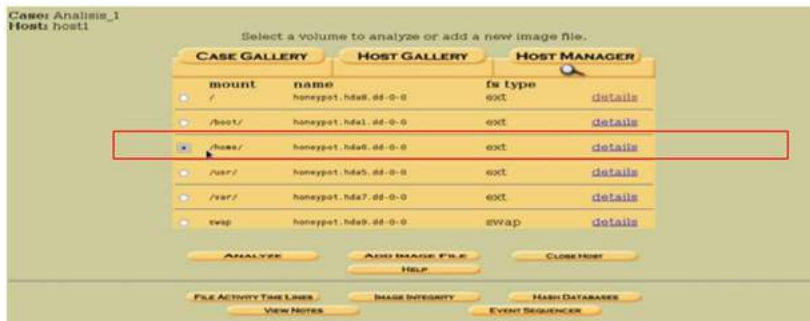 Case: Analisis_1
Host: host1
Select a volume to analyze or add a new image file.
CASE GALLERY HOST GALLERY HOST MANAGER
mount name fs type
/ honeypot.hda8.dd-0-0 ext details
/boot/ honeypot.hda1.dd-0-0 ext details
/home/ honeypot.hda6.dd-0-0 ext details
/usr/ honeypot.hda5.dd-0-0 ext details
/var/ honeypot.hda7.dd-0-0 ext details
swap honeypot.hda9.dd-0-0 swap details
ANALYZE ADD IMAGE FILE CLOSE HOST
HELP
FILE ACTIVITY TIME LINES IMAGE INTEGRITY HASH DATABASES
VIEW NOTES EVENT SEQUENCER